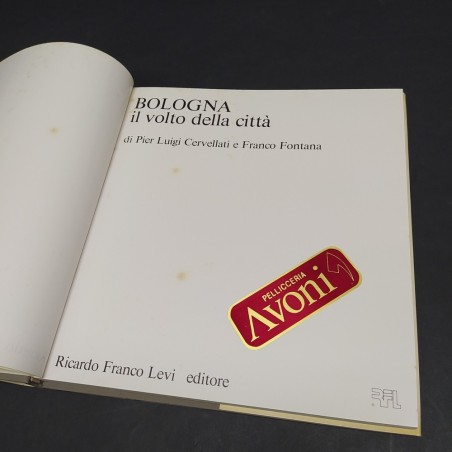 BOLOGNA
il volto della città
di Pier Luigi Cervellati e Franco Fontana
PELLICCERIA
Avoni
Ricardo Franco Levi editore
RFL